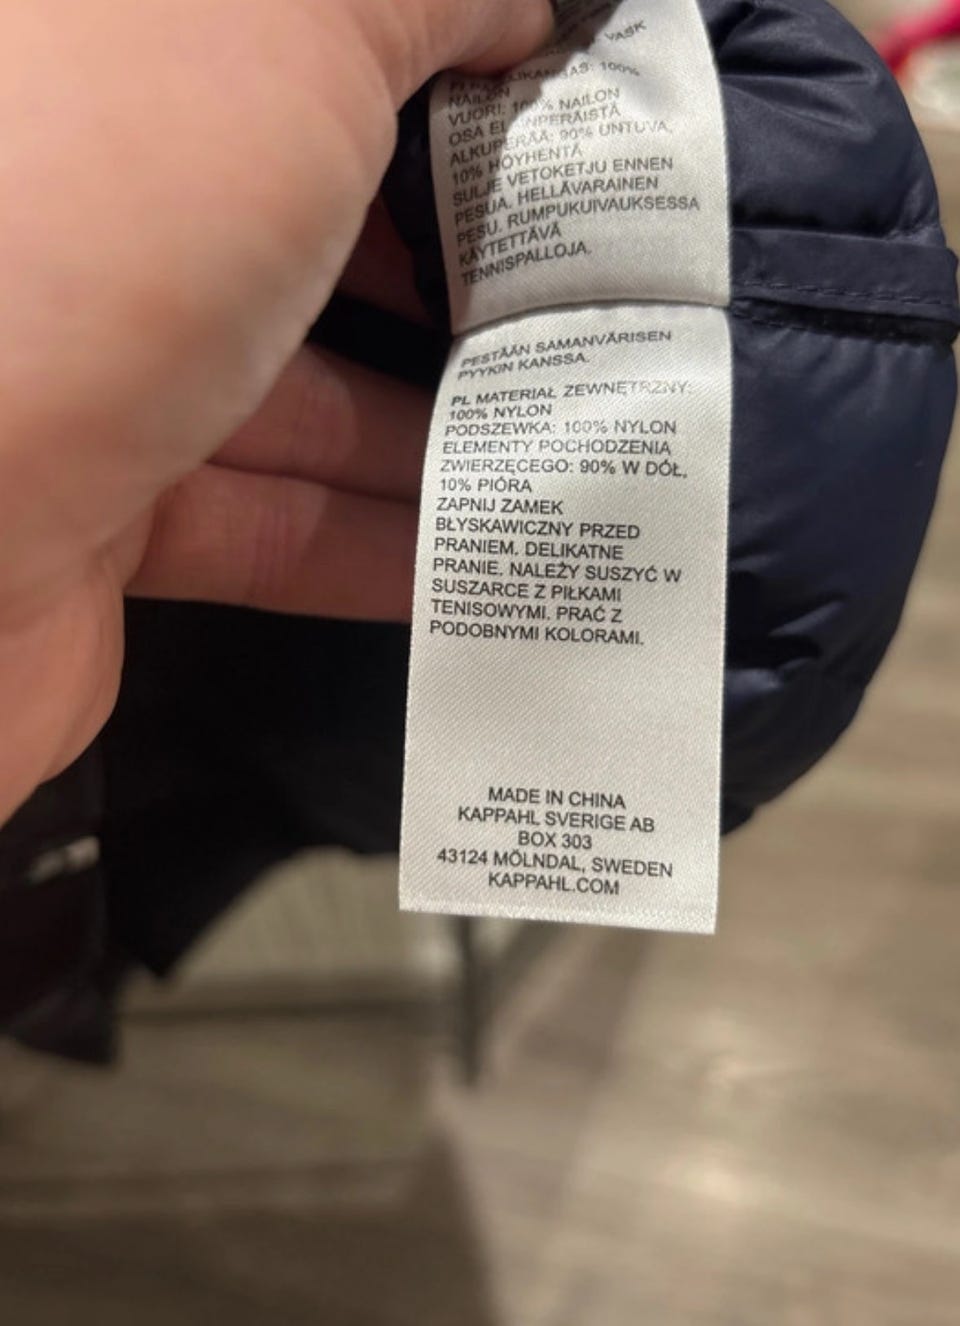 VASK
100%
NAILON
VUORI: 100% NAILON
OSA ELÄINPERÄISTÄ
ALKUPERÄÄ: 90% UNTUVA,
10% HÖYHENTÄ
SULJE VETOKETJU ENNEN
PESUA. HELLÄVARAINEN
PESU. RUMPUKUIVAUKSESSA
KÄYTETTÄVÄ
TENNISPALLOJA.
PESTÄÄN SAMANVÄRISEN
PYYKIN KANSSA.
PL MATERIAŁ ZEWNĘTRZNY:
100% NYLON
PODSZEWKA: 100% NYLON
ELEMENTY POCHODZENIA
ZWIERZĘCEGO: 90% W DÓŁ,
10% PIÓRA
ZAPNIJ ZAMEK
BŁYSKAWICZNY PRZED
PRANIEM. DELIKATNE
PRANIE. NALEŻY SUSZYĆ W
SUSZARCE Z PIŁKAMI
TENISOWYMI. PRAĆ Z
PODOBNYMI KOLORAMI.
MADE IN CHINA
KAPPAHL SVERIGE AB
BOX 303
43124 MÖLNDAL, SWEDEN
KAPPAHL.COM